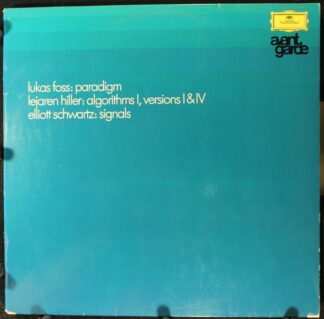 avant
garde
lukas foss: paradigm
lejaren hiller: algorithms I, versions I & IV
elliott schwartz: signals